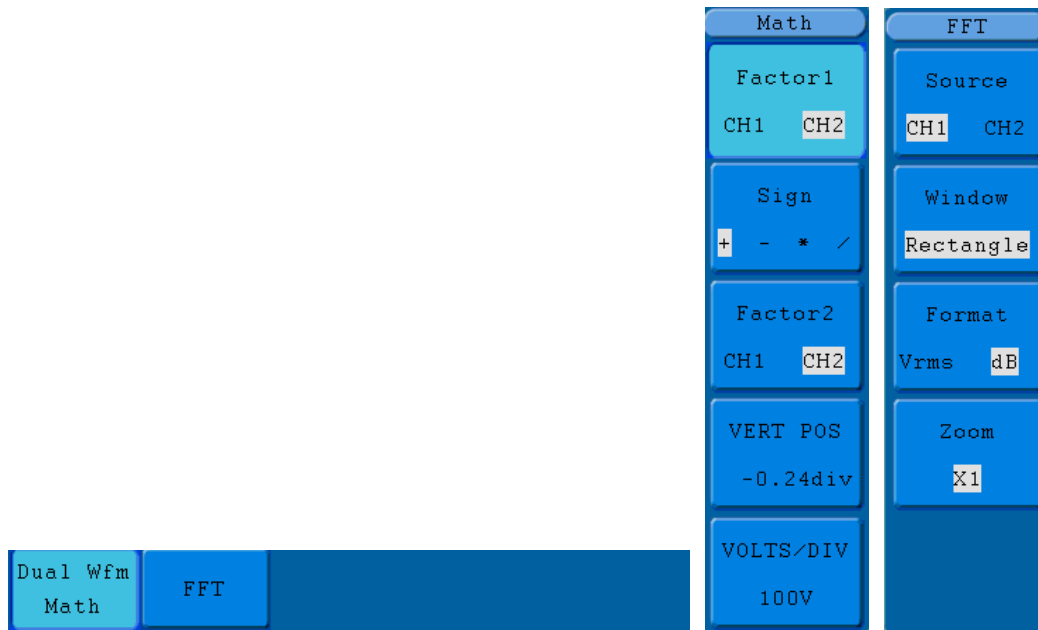 Math
Factor1
CH1 CH2
Sign
+ - * /
Factor2
CH1 CH2
VERT POS
-0.24div
VOLTS/DIV
100V
FFT
Source
CH1 CH2
Window
Rectangle
Format
Vrms dB
Zoom
X1
Dual Wfm
Math
FFT